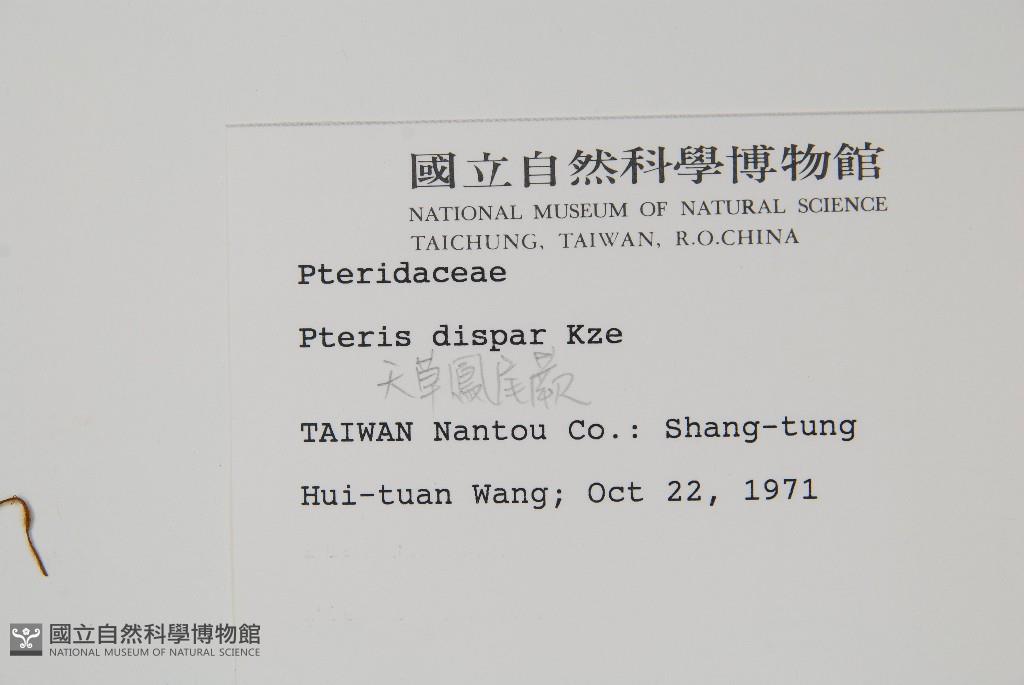 國立自然科學博物館
NATIONAL MUSEUM OF NATURAL SCIENCE
TAICHUNG, TAIWAN, R.O.CHINA
Pteridaceae
Pteris dispar Kze
天草鳳尾蕨
TAIWAN Nantou Co.: Shang-tung
Hui-tuan Wang; Oct 22, 1971
國立自然科學博物館
NATIONAL MUSEUM OF NATURAL SCIENCE